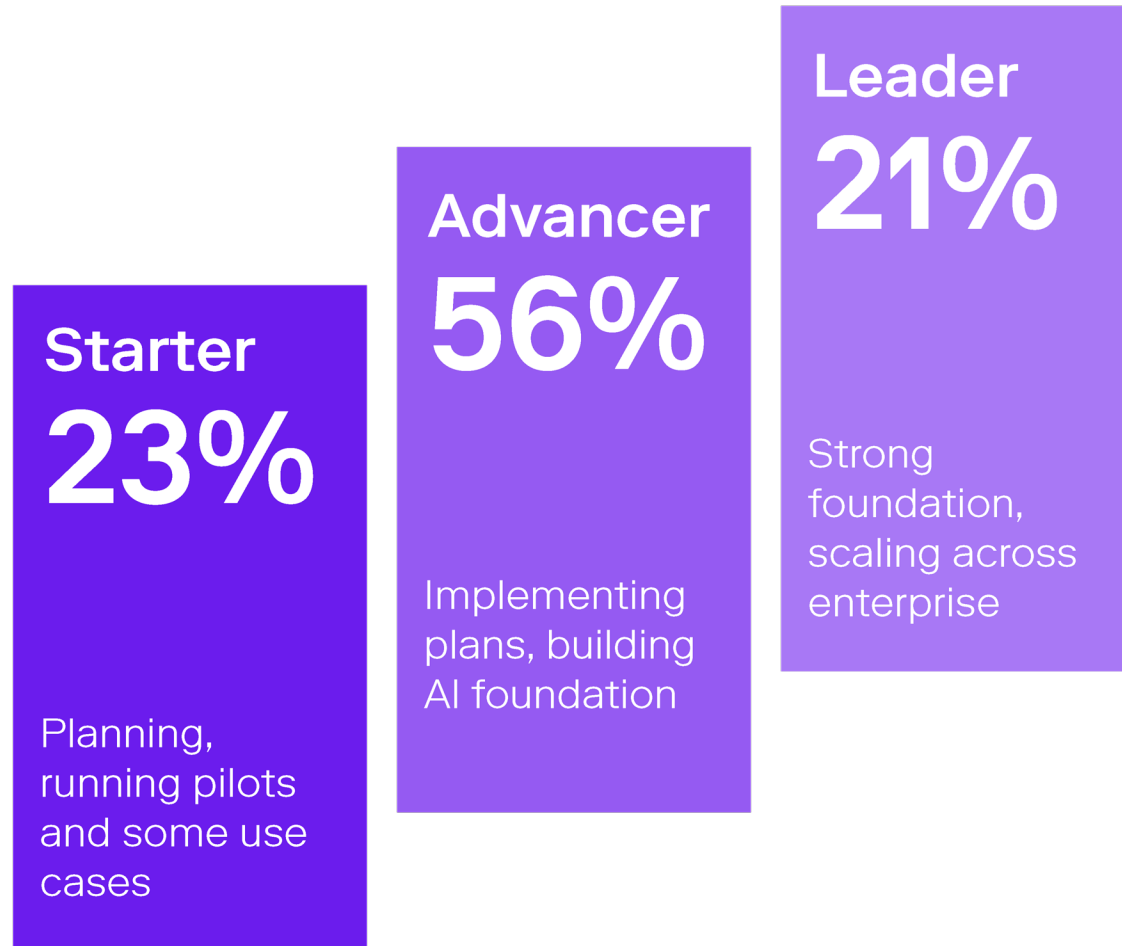 Starter
23%
Planning,
running pilots
and some use
cases
Advancer
56%
Implementing
plans, building
AI foundation
Leader
21%
Strong
foundation,
scaling across
enterprise